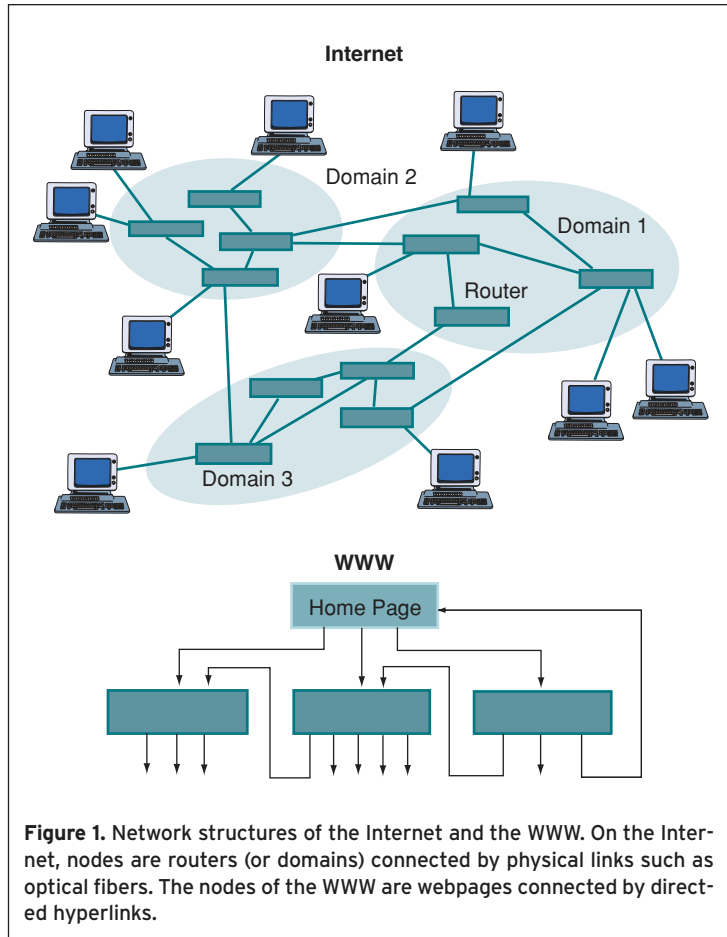 Internet
Domain 2
Domain 1
Router
Domain 3
WWW
Home Page
Figure 1. Network structures of the Internet and the WWW. On the Inter-
net, nodes are routers (or domains) connected by physical links such as
optical fibers. The nodes of the WWW are webpages connected by direct-
ed hyperlinks.